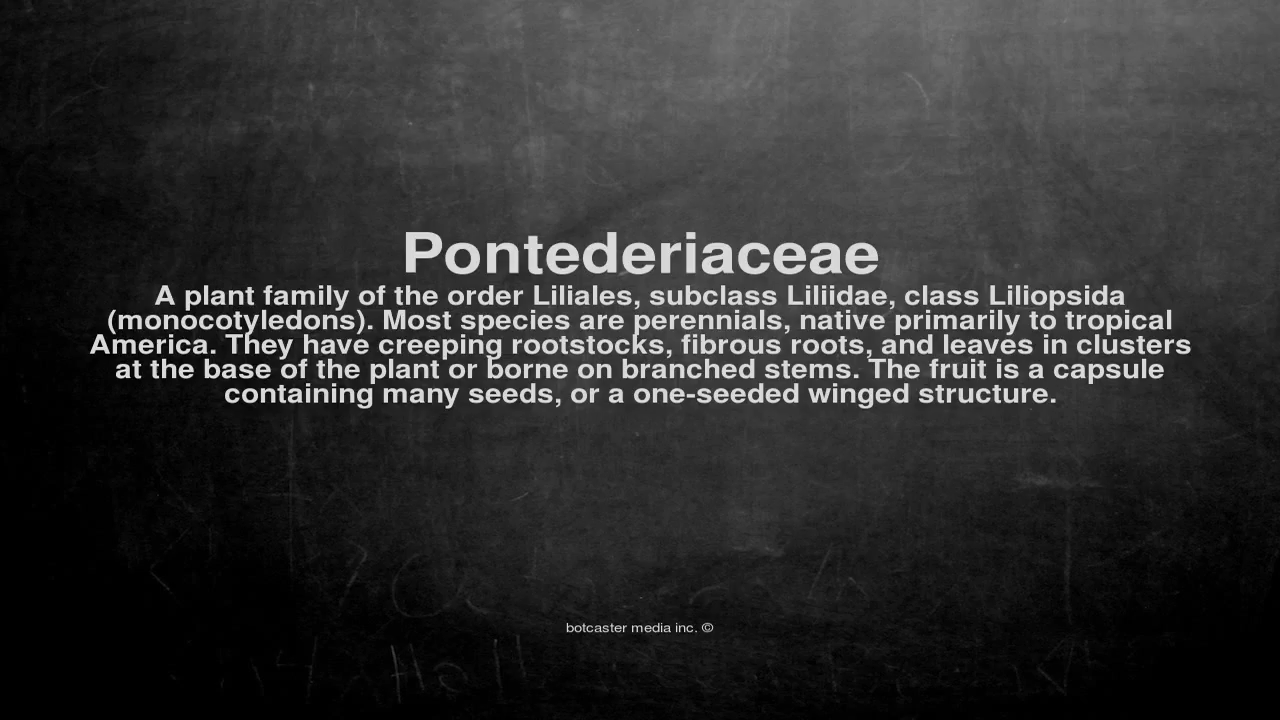 Pontederiaceae
A plant family of the order Liliales, subclass Liliidae, class Liliopsida
(monocotyledons). Most species are perennials, native primarily to tropical
America. They have creeping rootstocks, fibrous roots, and leaves in clusters
at the base of the plant or borne on branched stems. The fruit is a capsule
containing many seeds, or a one-seeded winged structure.
botcaster media inc. ©